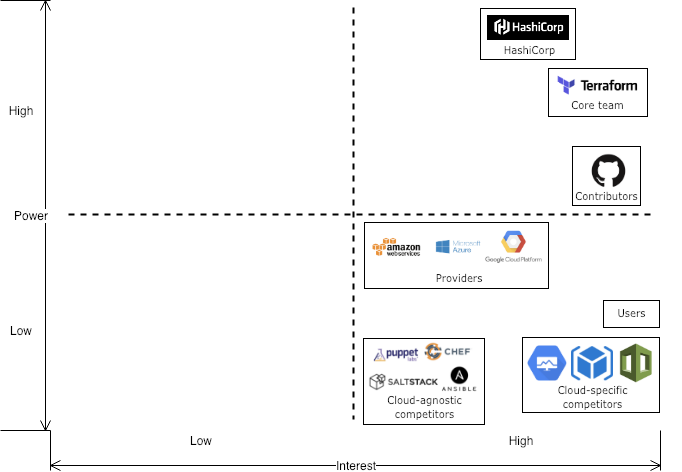 HashiCorp
HashiCorp
Terraform
Core team
High
Contributors
Power
amazon
webservices
Microsoft
Azure
Google Cloud Platform
Providers
Users
Low
puppet
labs
CHEF
SALTSTACK
ANSIBLE
Cloud-agnostic
competitors
Cloud-specific
competitors
Low
High
Interest